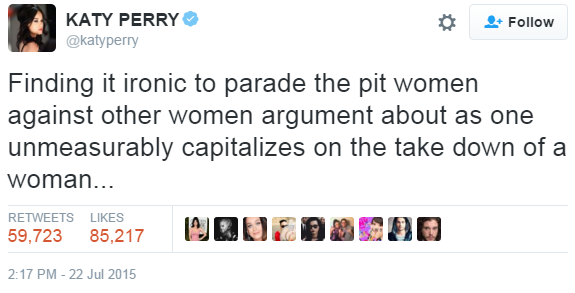 KATY PERRY
@katyperry
Follow
Finding it ironic to parade the pit women
against other women argument about as one
unmeasurably capitalizes on the take down of a
woman...
RETWEETS LIKES
59,723 85,217
2:17 PM - 22 Jul 2015